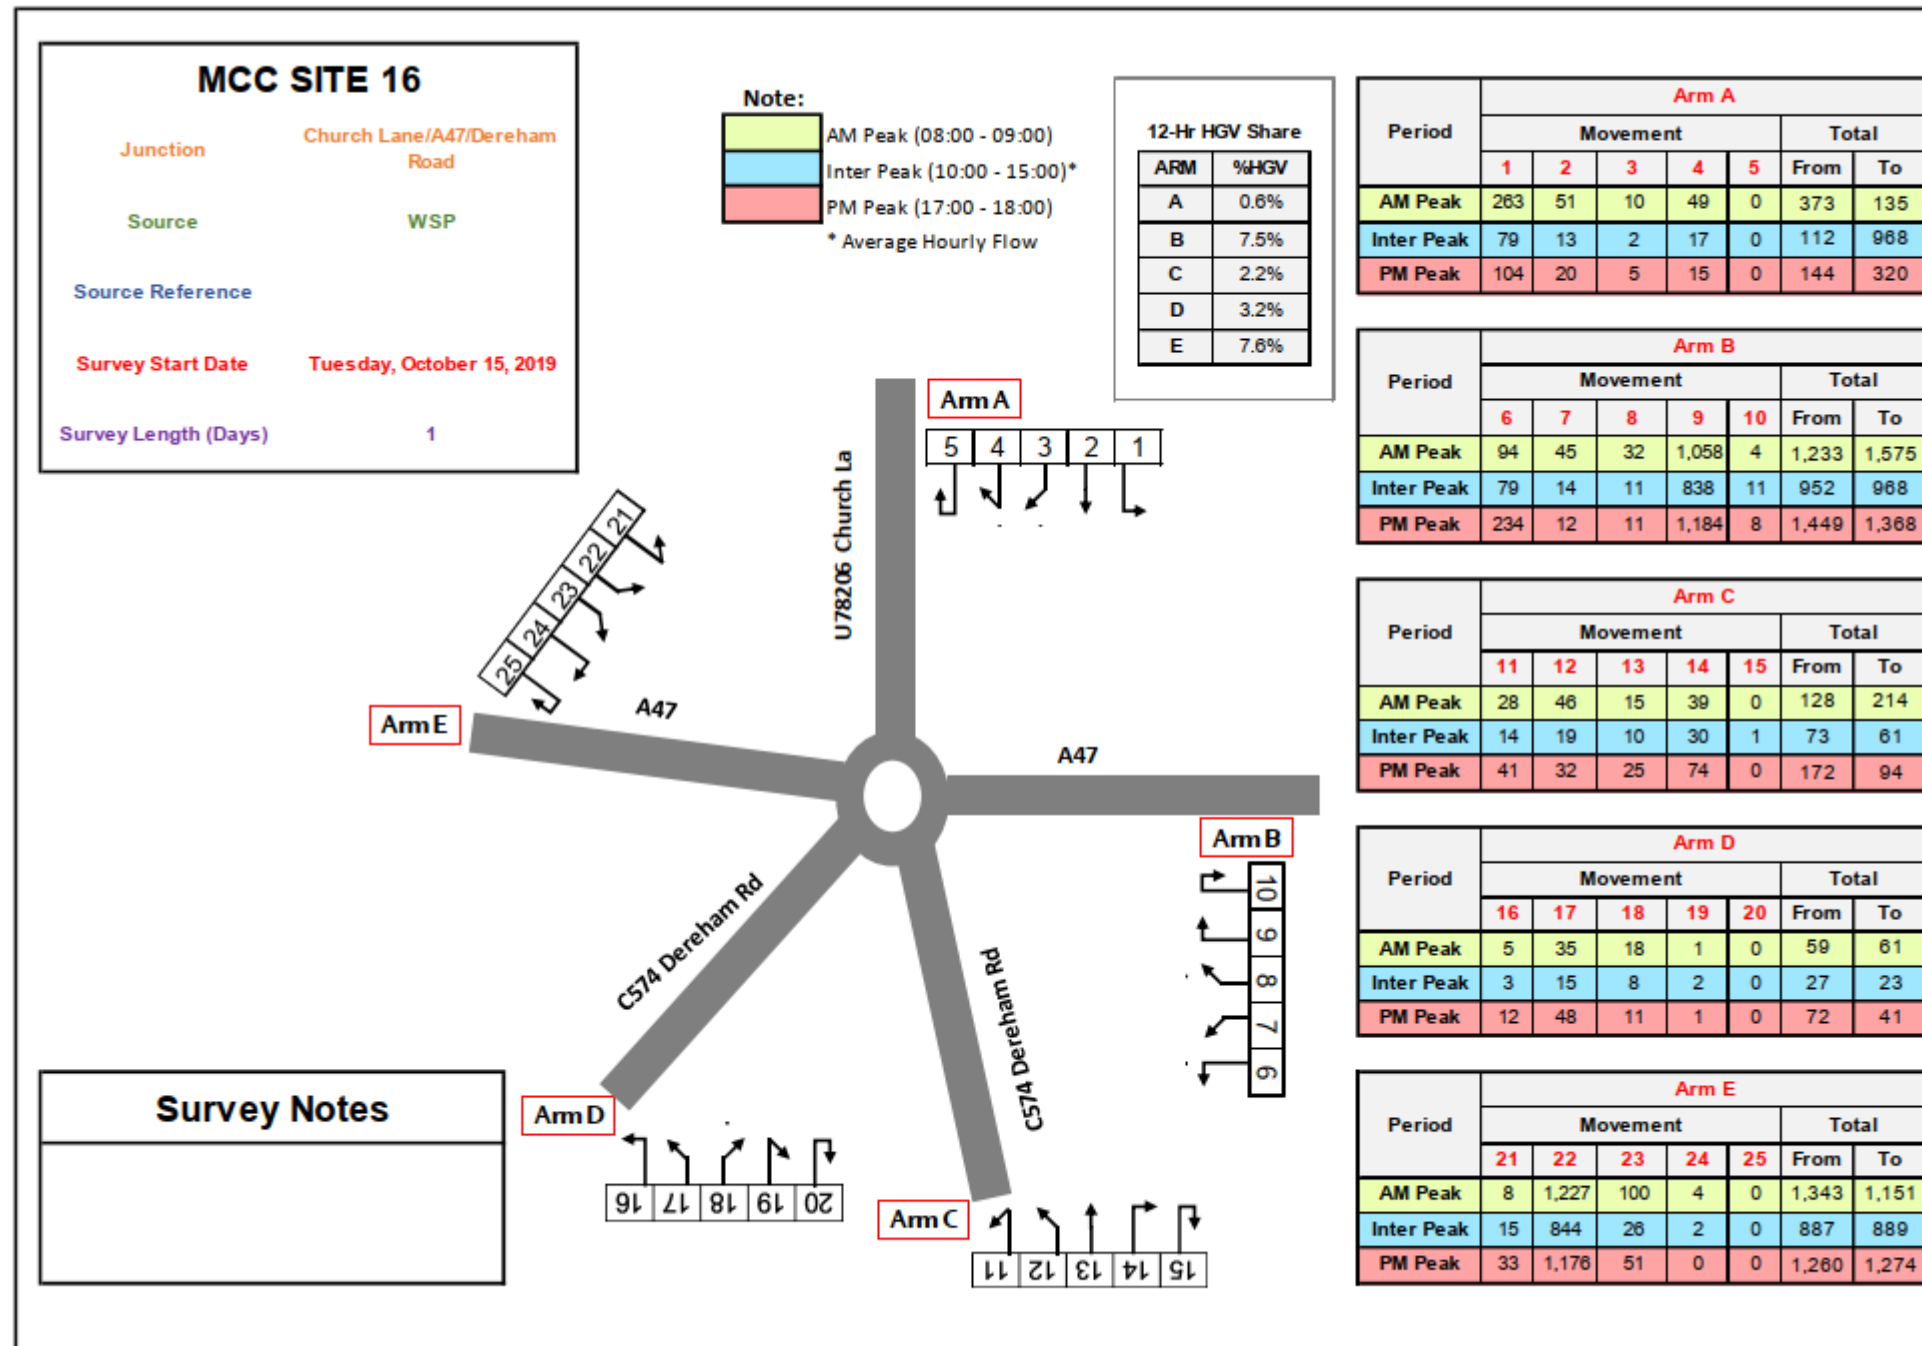 MCC SITE 16
Junction
Church Lane/A47/Dereham
Road
Source WSP
Source Reference
Survey Start Date Tuesday, October 15, 2019
Survey Length (Days) 1
Note:
AM Peak (08:00 - 09:00)
Inter Peak (10:00 - 15:00)*
PM Peak (17:00 - 18:00)
* Average Hourly Flow
12-Hr HGV Share
ARM %HGV
A 0.6%
B 7.5%
C 2.2%
D 3.2%
E 7.6%
Arm A
5 4 3 2 1
U78206 Church La
21 22 23 24 25
Arm E
A47
A47
Arm B
10 9 8 7 6
C574 Dereham Rd
C574 Dereham Rd
Arm D
16 17 18 19 20
Arm C
11 12 13 14 15
Survey Notes
Period Arm A
Movement Total
1 2 3 4 5 From To
AM Peak 263 51 10 49 0 373 135
Inter Peak 79 13 2 17 0 112 968
PM Peak 104 20 5 15 0 144 320
Period Arm B
Movement Total
6 7 8 9 10 From To
AM Peak 94 45 32 1,058 4 1,233 1,575
Inter Peak 79 14 11 838 11 952 968
PM Peak 234 12 11 1,184 8 1,449 1,368
Period Arm C
Movement Total
11 12 13 14 15 From To
AM Peak 28 46 15 39 0 128 214
Inter Peak 14 19 10 30 1 73 61
PM Peak 41 32 25 74 0 172 94
Period Arm D
Movement Total
16 17 18 19 20 From To
AM Peak 5 35 18 1 0 59 61
Inter Peak 3 15 8 2 0 27 23
PM Peak 12 48 11 1 0 72 41
Period Arm E
Movement Total
21 22 23 24 25 From To
AM Peak 8 1,227 100 4 0 1,343 1,151
Inter Peak 15 844 26 2 0 887 889
PM Peak 33 1,176 51 0 0 1,260 1,274